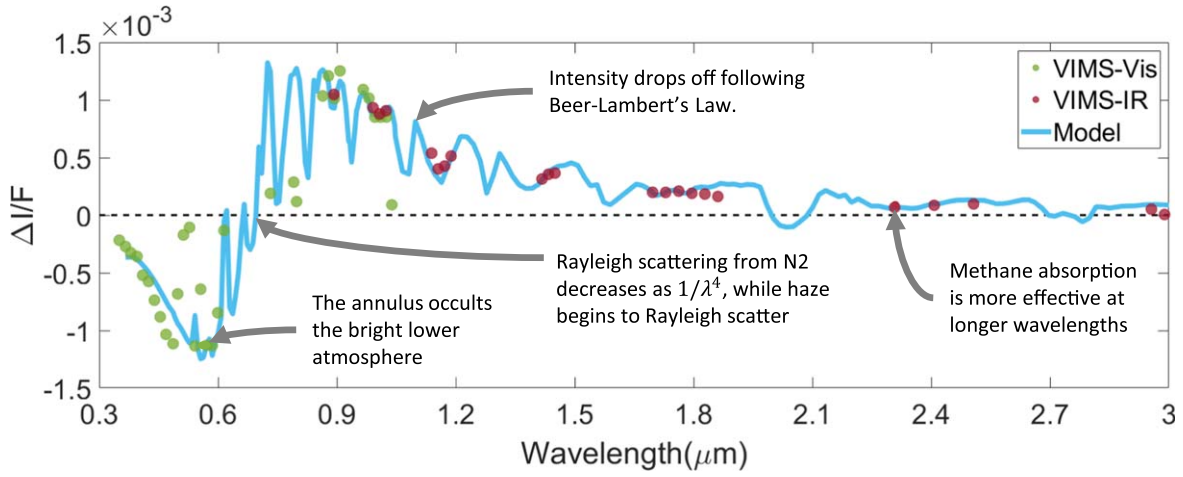 ×10⁻³
1.5
1
0.5
0
-0.5
-1
-1.5
ΔI/F
VIMS-Vis
VIMS-IR
Model
Intensity drops off following
Beer-Lambert's Law.
Rayleigh scattering from N2
decreases as 1/λ⁴, while haze
begins to Rayleigh scatter
The annulus occults
the bright lower
atmosphere
Methane absorption
is more effective at
longer wavelengths
0.3 0.6 0.9 1.2 1.5 1.8 2.1 2.4 2.7 3
Wavelength(μm)